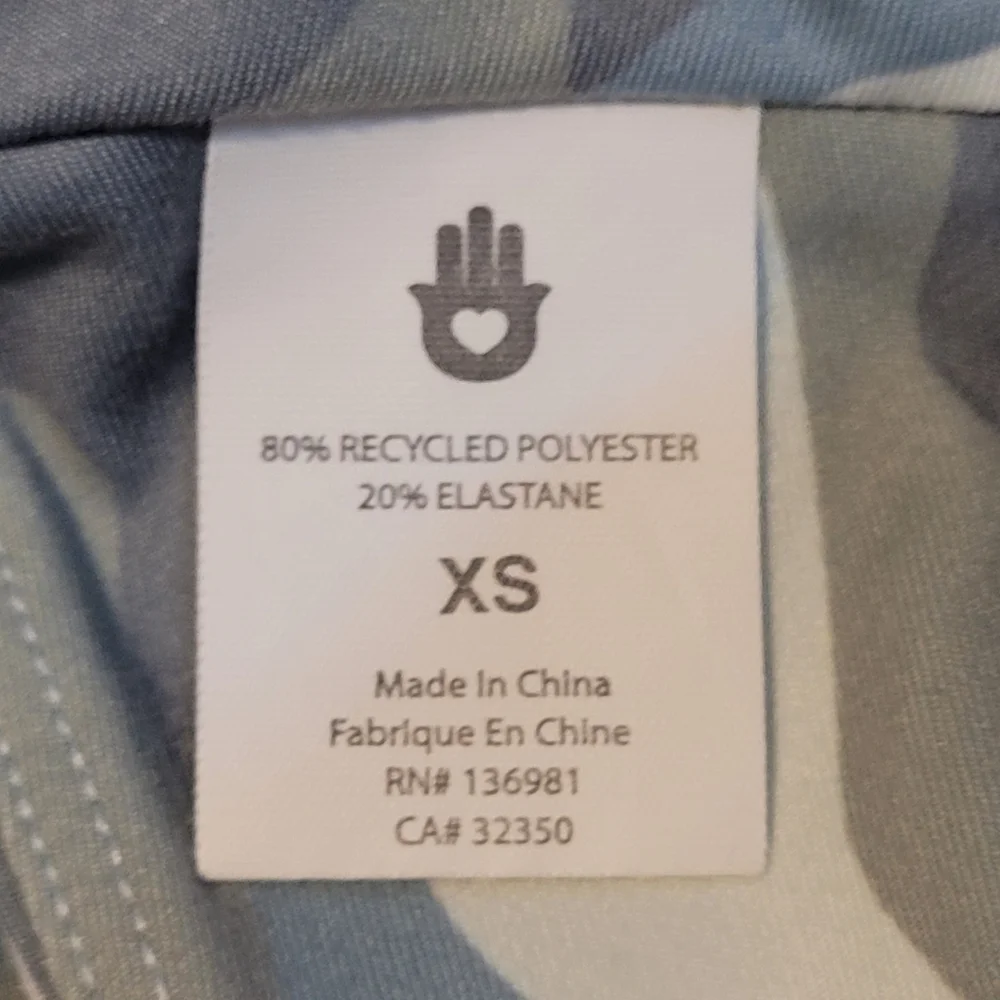 80% RECYCLED POLYESTER
20% ELASTANE
XS
Made In China
Fabrique En Chine
RN# 136981
CA# 32350